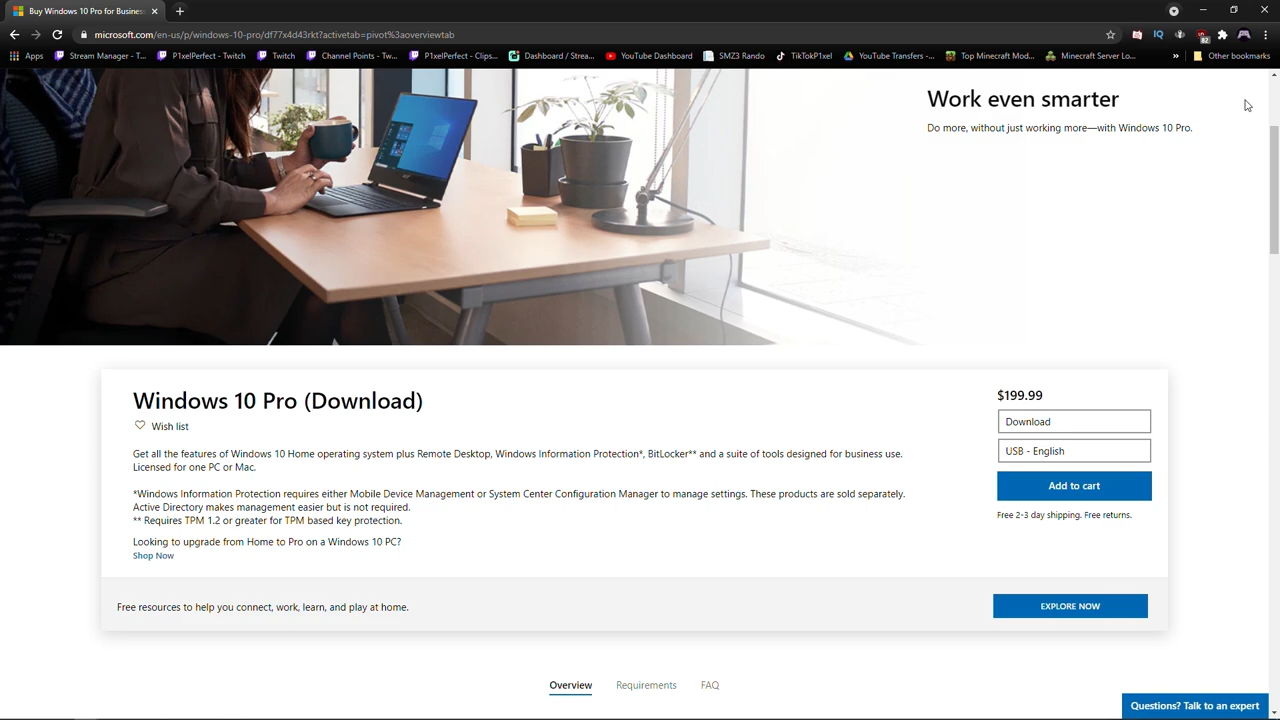 Buy Windows 10 Pro for Busines
microsoft.com/en-us/p/windows-10-pro/df77x4d43rkt?activetab=pivot%3aoverviewtab
Apps
Stream Manager - T...
P1xelPerfect - Twitch
Twitch
Channel Points - Tw...
P1xelPerfect - Clips...
Dashboard / Strea...
YouTube Dashboard
SMZ3 Rando
TikTokP1xel
YouTube Transfers -...
Top Minecraft Mod...
Minecraft Server Lo...
»
Other bookmarks
Work even smarter
Do more, without just working more—with Windows 10 Pro.
Windows 10 Pro (Download)
Wish list
Get all the features of Windows 10 Home operating system plus Remote Desktop, Windows Information Protection*, BitLocker** and a suite of tools designed for business use.
Licensed for one PC or Mac.
*Windows Information Protection requires either Mobile Device Management or System Center Configuration Manager to manage settings. These products are sold separately.
Active Directory makes management easier but is not required.
** Requires TPM 1.2 or greater for TPM based key protection.
Looking to upgrade from Home to Pro on a Windows 10 PC?
Shop Now
$199.99
Download
USB - English
Add to cart
Free 2-3 day shipping. Free returns.
Free resources to help you connect, work, learn, and play at home.
EXPLORE NOW
Overview
Requirements
FAQ
Questions? Talk to an expert